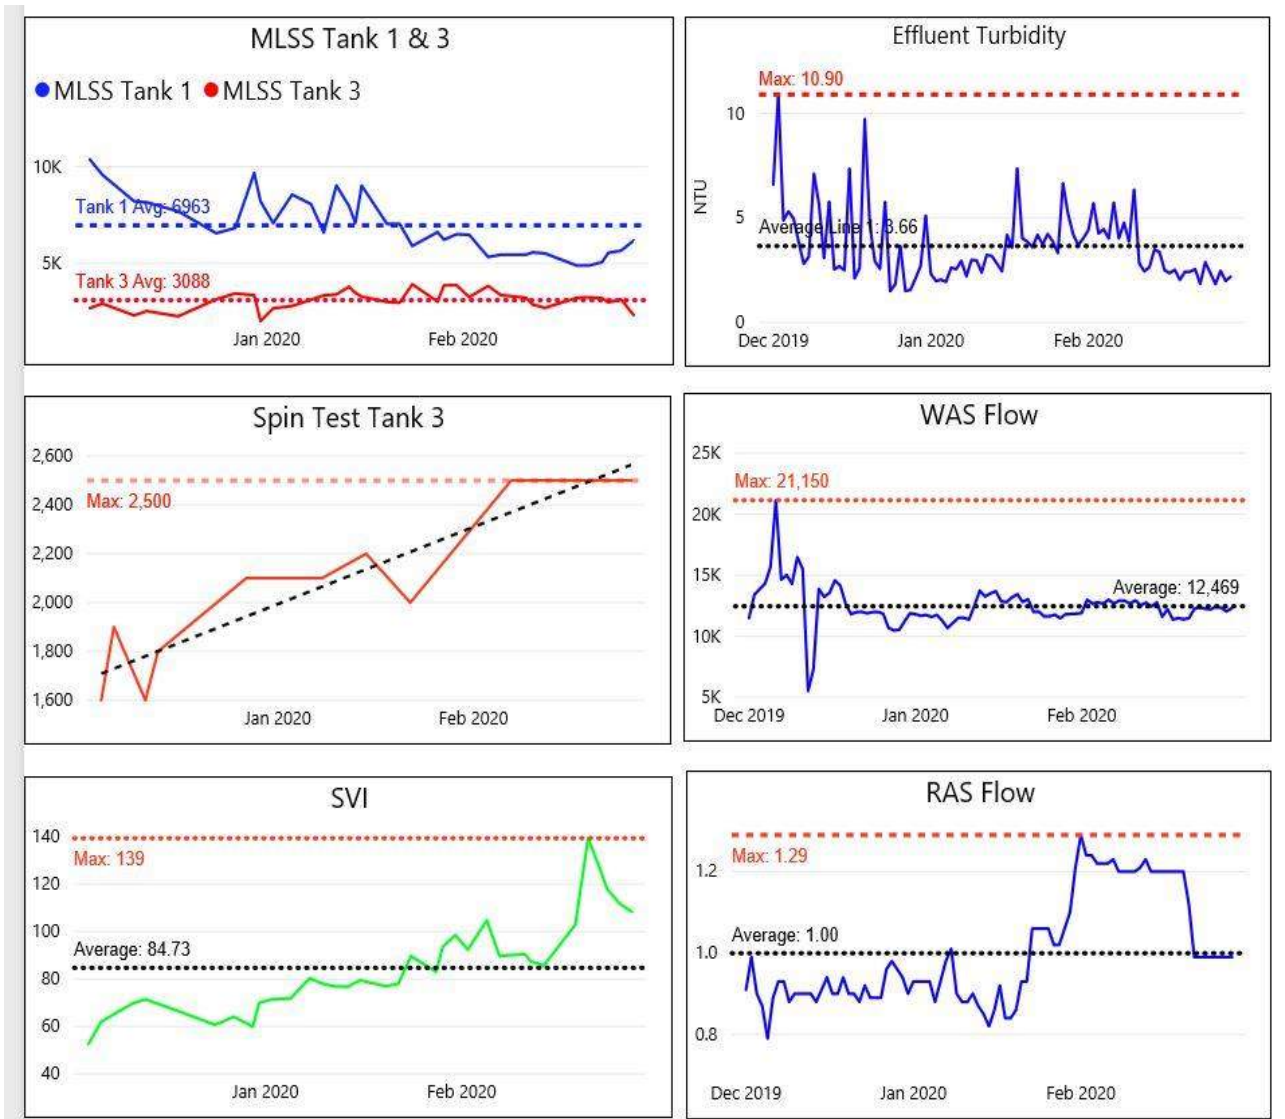 MLSS Tank 1 & 3
MLSS Tank 1 MLSS Tank 3
10K
Tank 1 Avg: 6963
5K
Tank 3 Avg: 3088
Jan 2020 Feb 2020
Effluent Turbidity
Max: 10.90
10
NTU
5
Average Line 1: 3.66
0
Dec 2019 Jan 2020 Feb 2020
Spin Test Tank 3
2,600
Max: 2,500
2,400
2,200
2,000
1,800
1,600
Jan 2020 Feb 2020
WAS Flow
25K
Max: 21,150
20K
15K
Average: 12,469
10K
5K
Dec 2019 Jan 2020 Feb 2020
SVI
140
Max: 139
120
100
Average: 84.73
80
60
40
Jan 2020 Feb 2020
RAS Flow
Max: 1.29
1.2
Average: 1.00
1.0
0.8
Dec 2019 Jan 2020 Feb 2020